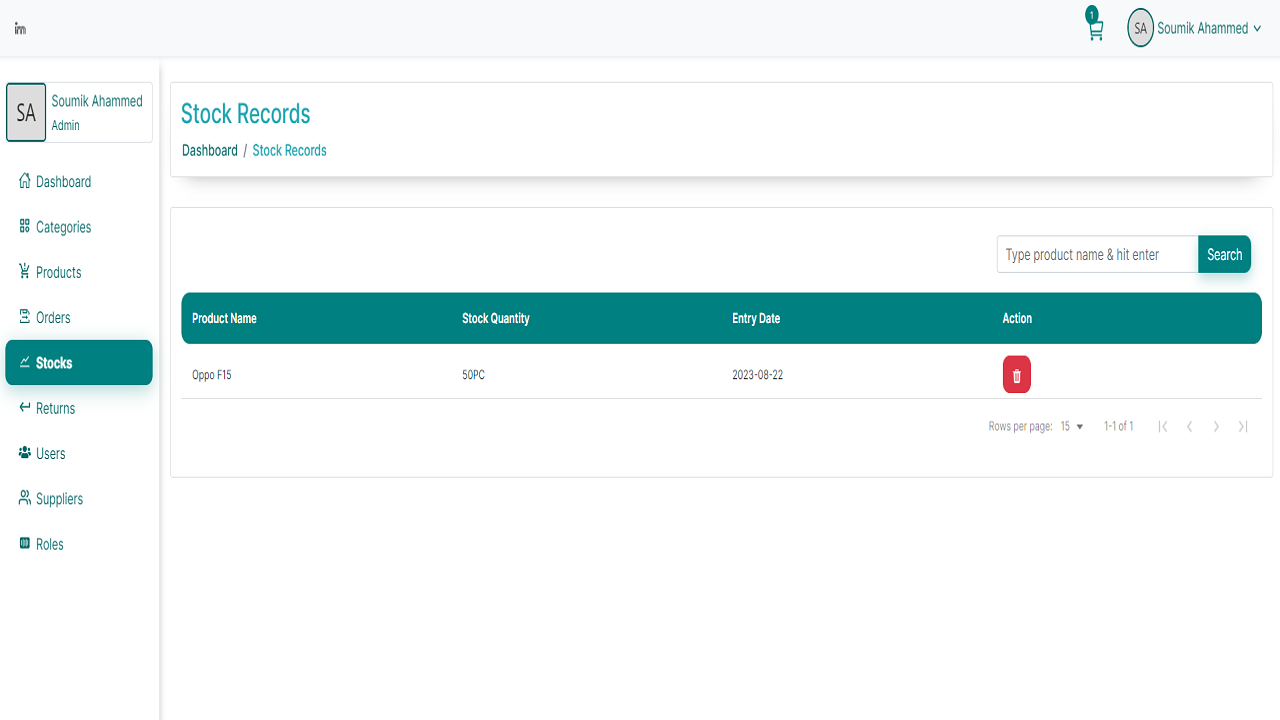 im
1
SA Soumik Ahammed
SA
Soumik Ahammed
Admin
Dashboard
Categories
Products
Orders
Stocks
Returns
Users
Suppliers
Roles
Stock Records
Dashboard / Stock Records
Type product name & hit enter Search
Product Name Stock Quantity Entry Date Action
Oppo F15 50PC 2023-08-22
Rows per page: 15 1-1 of 1